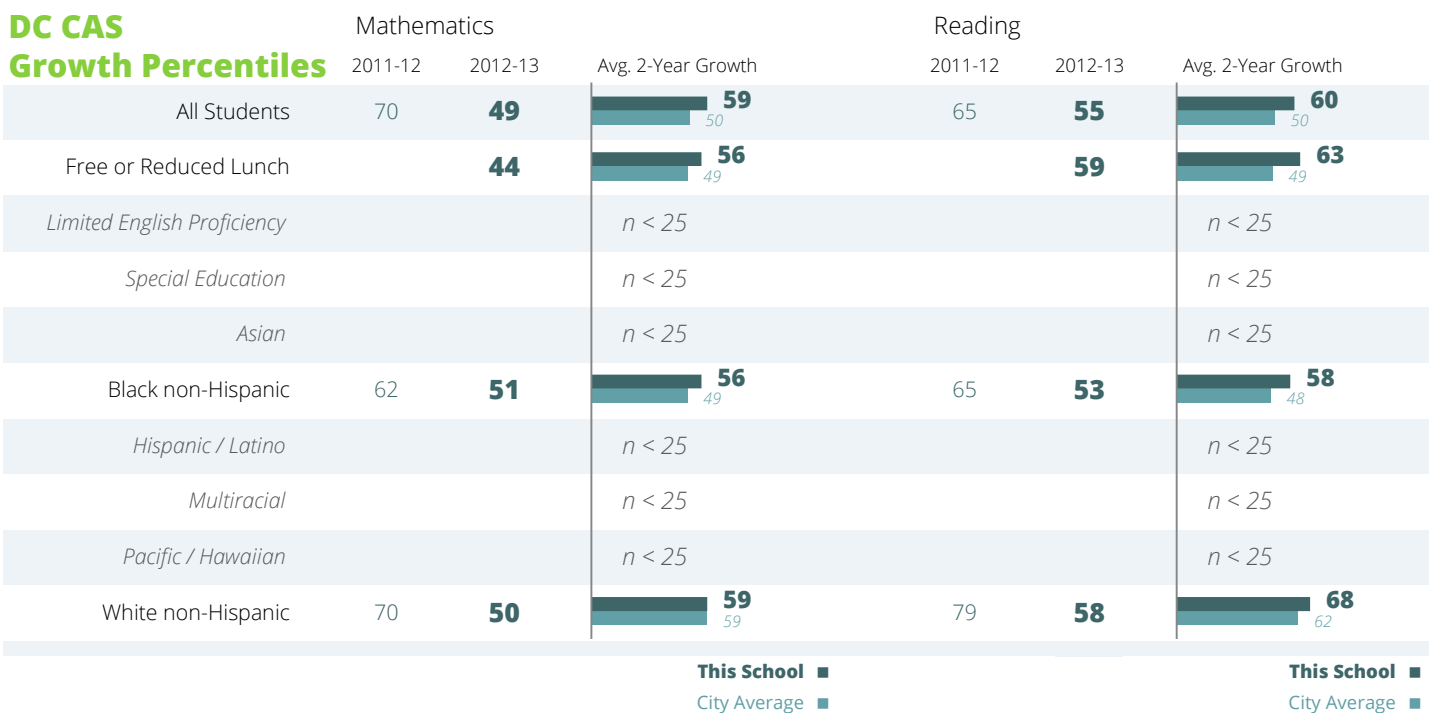 DC CAS
Growth Percentiles
Mathematics
Reading
2011-12 2012-13 Avg. 2-Year Growth 2011-12 2012-13 Avg. 2-Year Growth
All Students 70 49 59 50 65 55 60 50
Free or Reduced Lunch 44 56 49 59 63 49
Limited English Proficiency n < 25 n < 25
Special Education n < 25 n < 25
Asian n < 25 n < 25
Black non-Hispanic 62 51 56 49 65 53 58 48
Hispanic / Latino n < 25 n < 25
Multiracial n < 25 n < 25
Pacific / Hawaiian n < 25 n < 25
White non-Hispanic 70 50 59 59 79 58 68 62
This School This School
City Average City Average